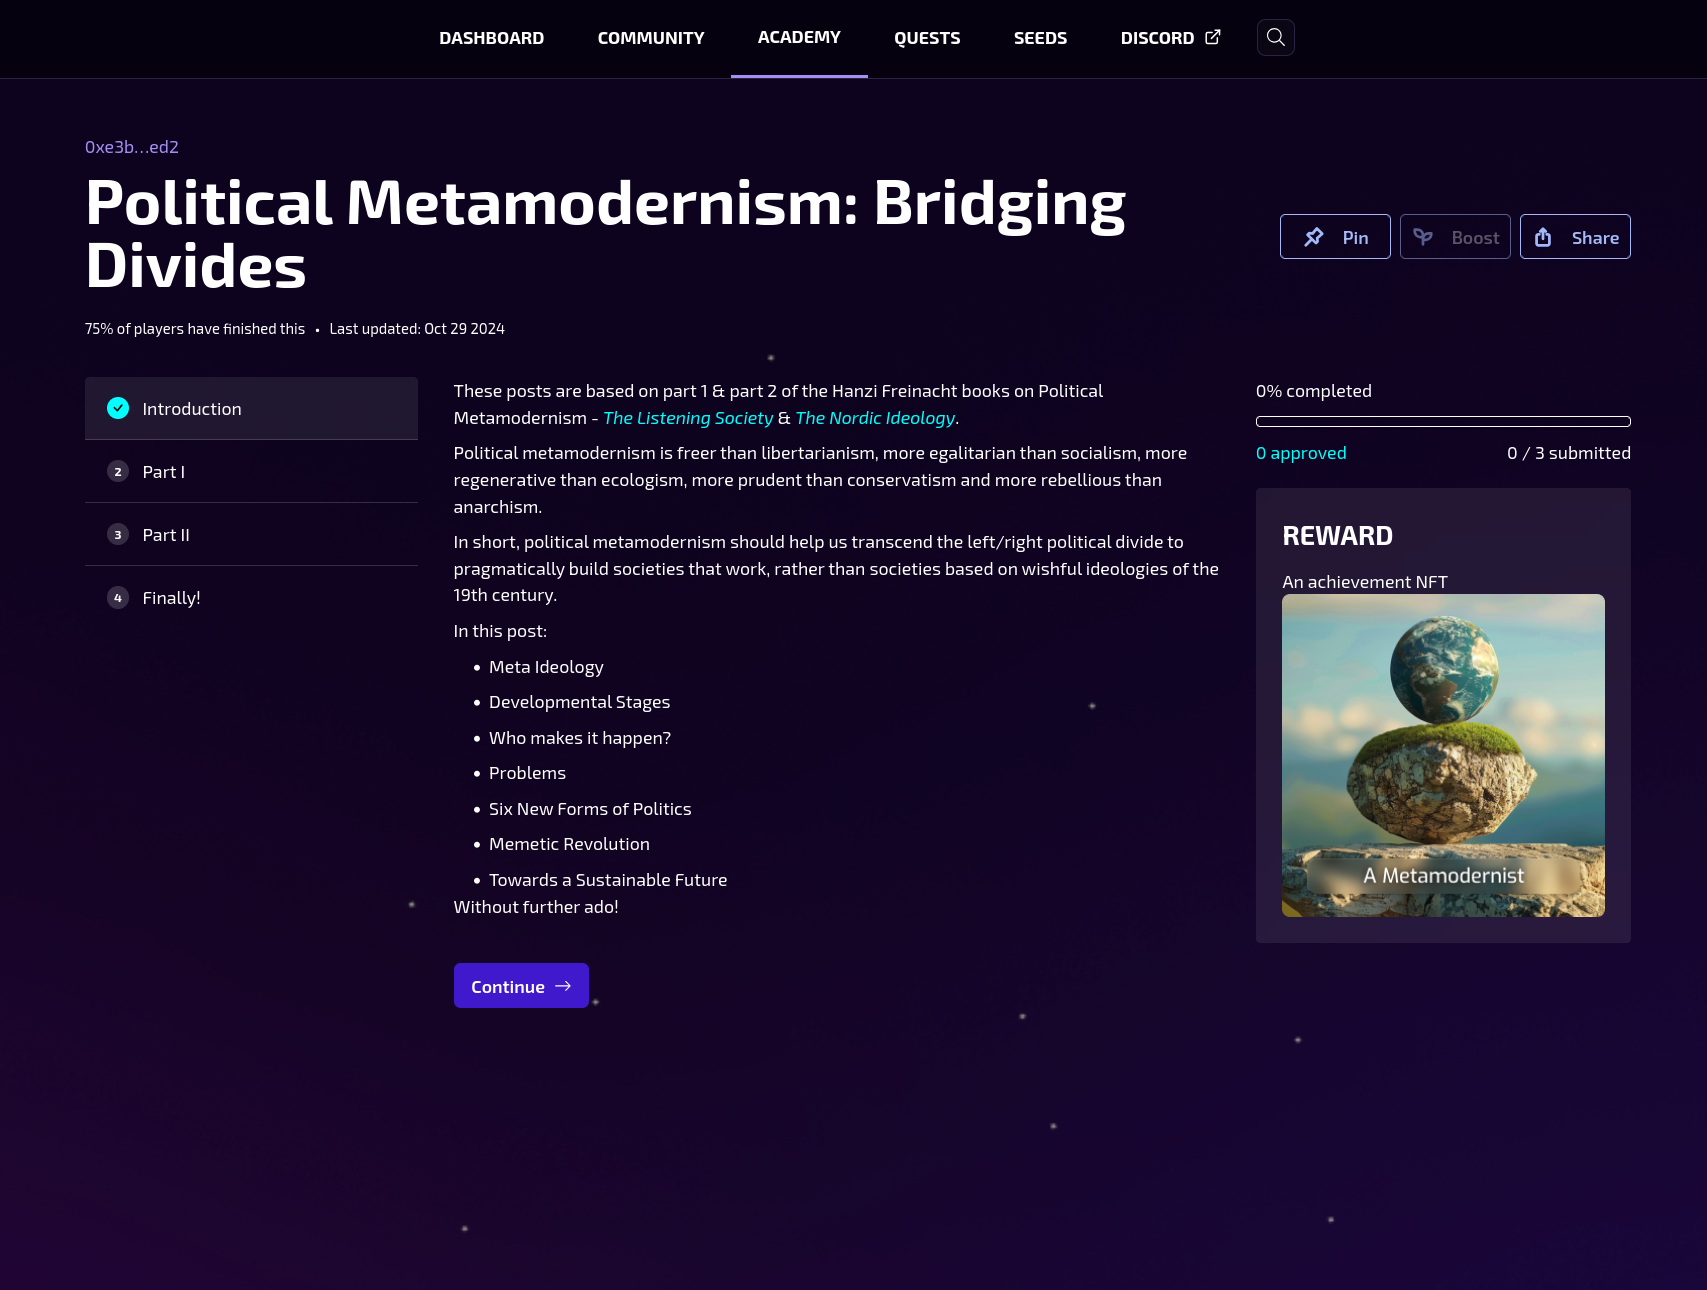 DASHBOARD COMMUNITY ACADEMY QUESTS SEEDS DISCORD
0xe3b...ed2
Political Metamodernism: Bridging
Divides
Pin Boost Share
75% of players have finished this • Last updated: Oct 29 2024
Introduction
2 Part I
3 Part II
4 Finally!
These posts are based on part 1 & part 2 of the Hanzi Freinacht books on Political
Metamodernism - The Listening Society & The Nordic Ideology.
Political metamodernism is freer than libertarianism, more egalitarian than socialism, more
regenerative than ecologism, more prudent than conservatism and more rebellious than
anarchism.
In short, political metamodernism should help us transcend the left/right political divide to
pragmatically build societies that work, rather than societies based on wishful ideologies of the
19th century.
In this post:
• Meta Ideology
• Developmental Stages
• Who makes it happen?
• Problems
• Six New Forms of Politics
• Memetic Revolution
• Towards a Sustainable Future
Without further ado!
Continue →
0% completed
0 approved 0 / 3 submitted
REWARD
An achievement NFT
A Metamodernist